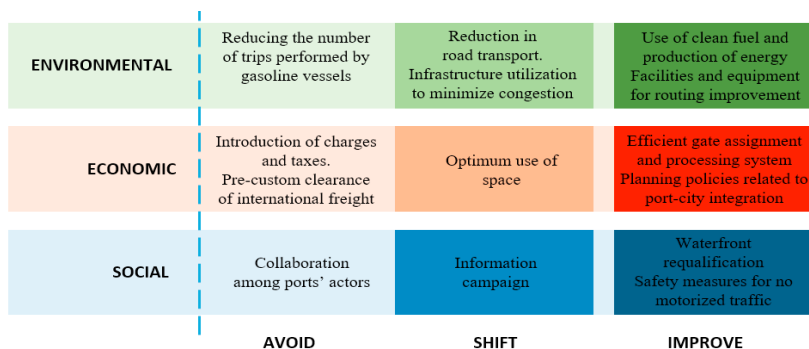 ENVIRONMENTAL
Reducing the number
of trips performed by
gasoline vessels
Reduction in
road transport.
Infrastructure utilization
to minimize congestion
Use of clean fuel and
production of energy
Facilities and equipment
for routing improvement
ECONOMIC
Introduction of charges
and taxes.
Pre-custom clearance
of international freight
Optimum use of
space
Efficient gate assignment
and processing system
Planning policies related to
port-city integration
SOCIAL
Collaboration
among ports’ actors
Information
campaign
Waterfront
requalification
Safety measures for no
motorized traffic
AVOID
SHIFT
IMPROVE